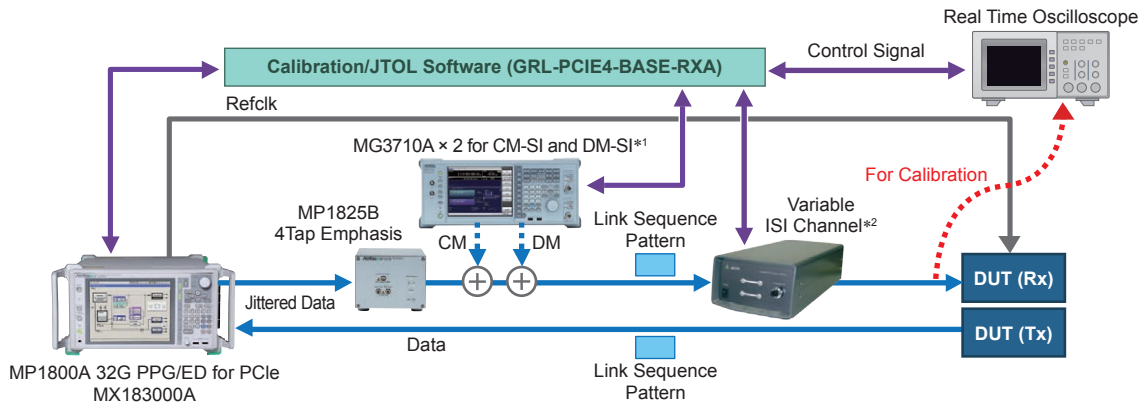 Real Time Oscilloscope
Control Signal
Calibration/JTOL Software (GRL-PCIE4-BASE-RXA)
Refclk
MG3710A × 2 for CM-SI and DM-SI*1
For Calibration
MP1825B
4Tap Emphasis
CM
DM
Link Sequence
Pattern
Variable
ISI Channel*2
Jittered Data
DUT (Rx)
DUT (Tx)
Data
Link Sequence
Pattern
MP1800A 32G PPG/ED for PCIe
MX183000A